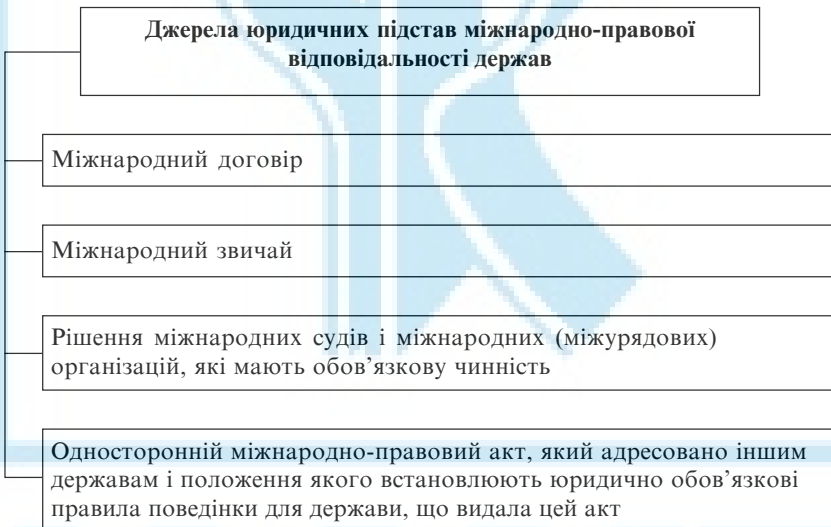 Джерела юридичних підстав міжнародно-правової
відповідальності держав
Міжнародний договір
Міжнародний звичай
Рішення міжнародних судів і міжнародних (міжурядових)
організацій, які мають обов’язкову чинність
Односторонній міжнародно-правовий акт, який адресовано іншим
державам і положення якого встановлюють юридично обов’язкові
правила поведінки для держави, що видала цей акт